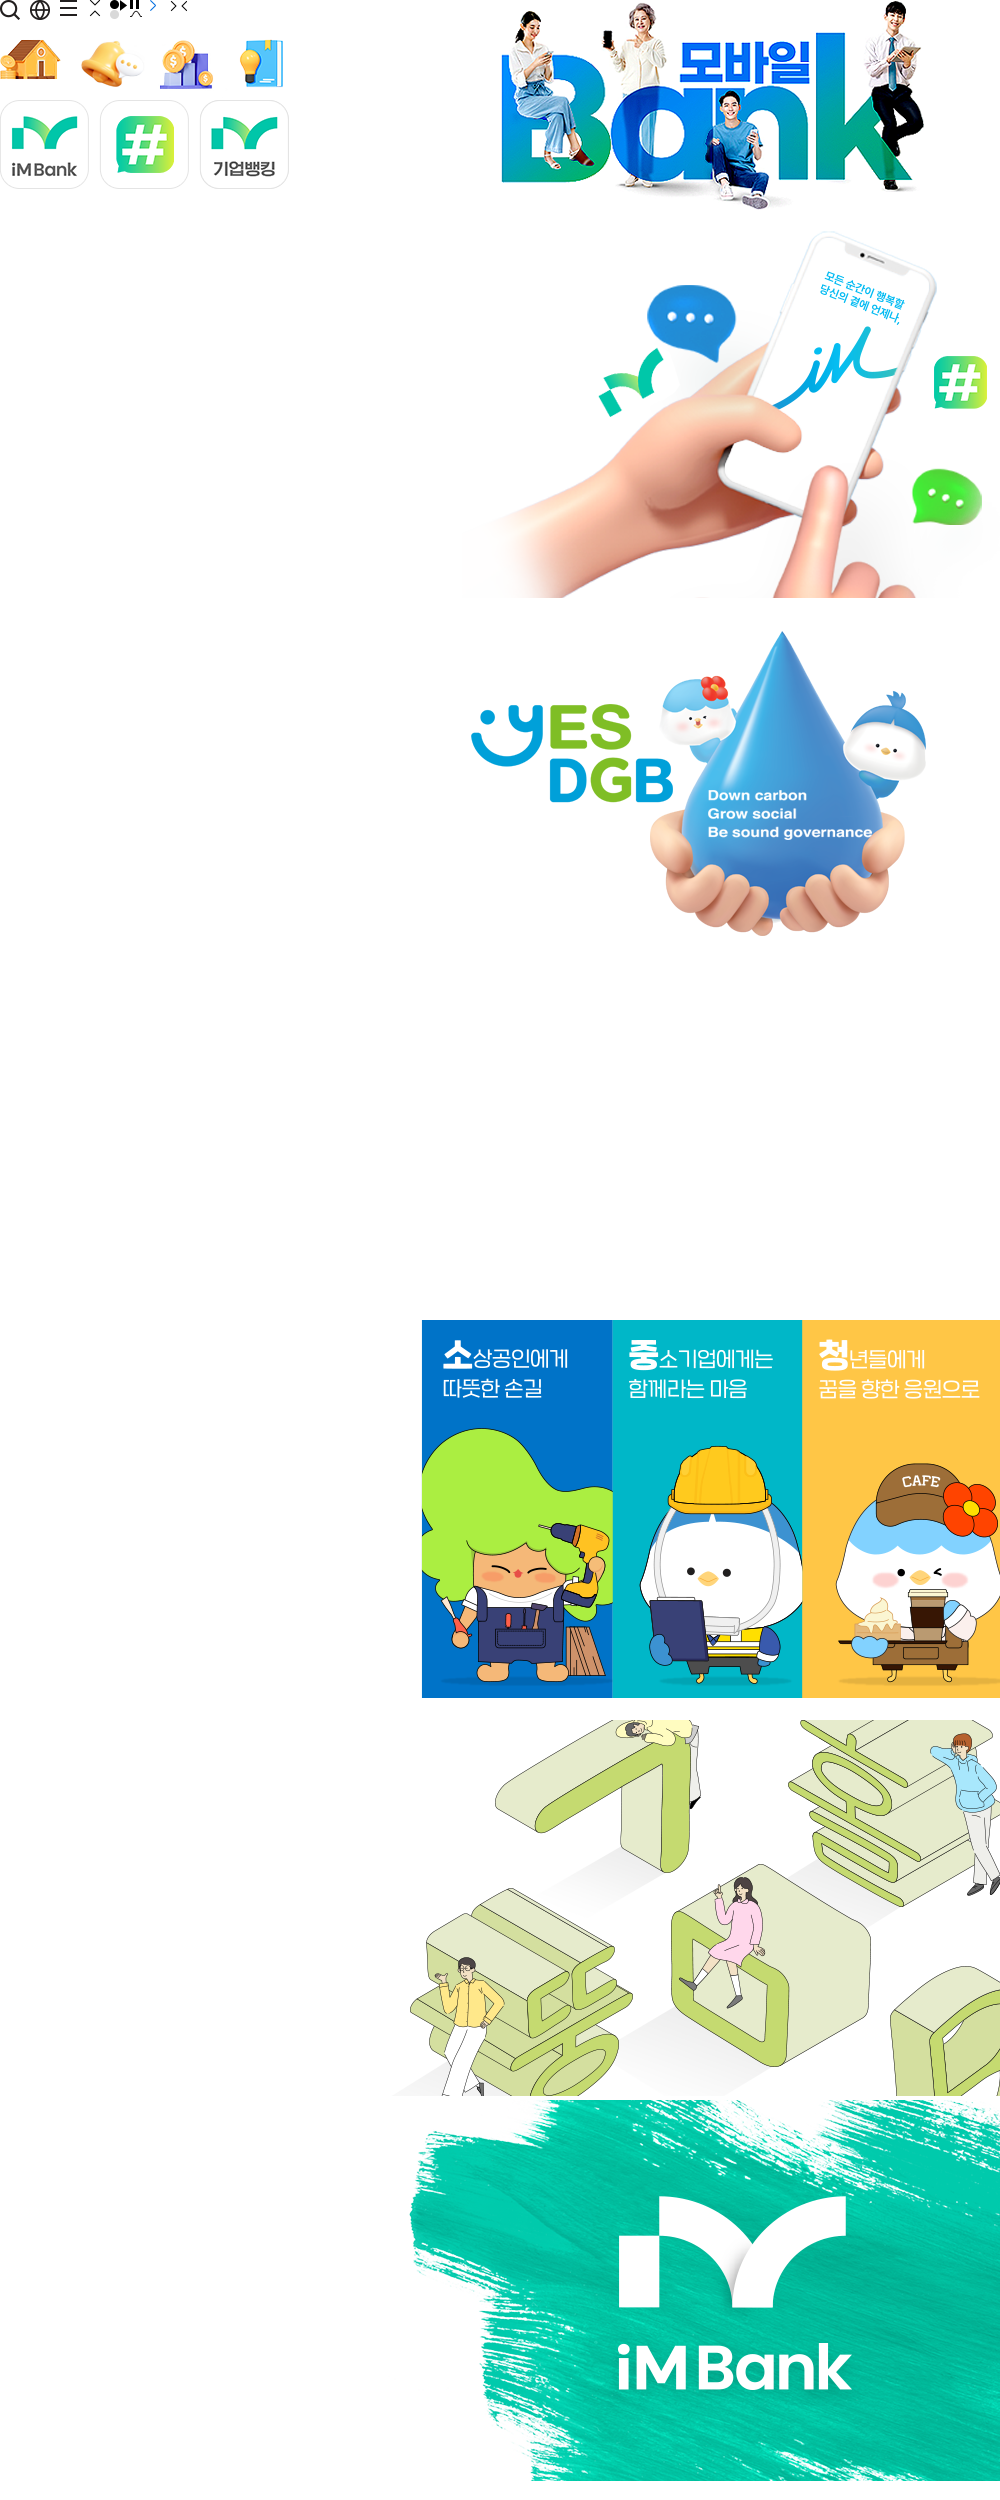 iM Bank
#
기업뱅킹
모바일
Bank
모든 순간이 행복할
당신의 곁에 언제나,
iM
#
YES
DGB
Down carbon
Grow social
Be sound governance
소상공인에게
따뜻한 손길
중소기업에게는
함께라는 마음
청년들에게
꿈을 향한 응원으로
CAFE
iM Bank